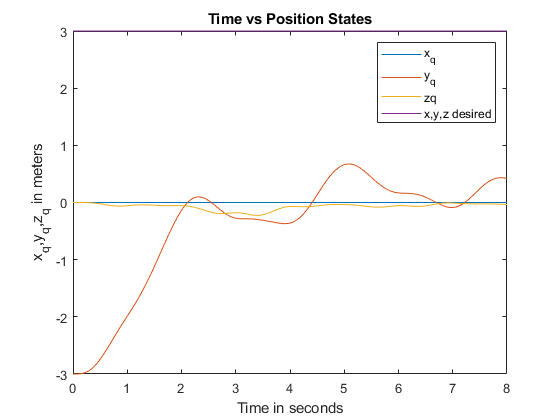 Time vs Position States
x_q,y_q,z_q in meters
3
2
1
0
-1
-2
-3
x_q
y_q
zq
x,y,z desired
0 1 2 3 4 5 6 7 8
Time in seconds